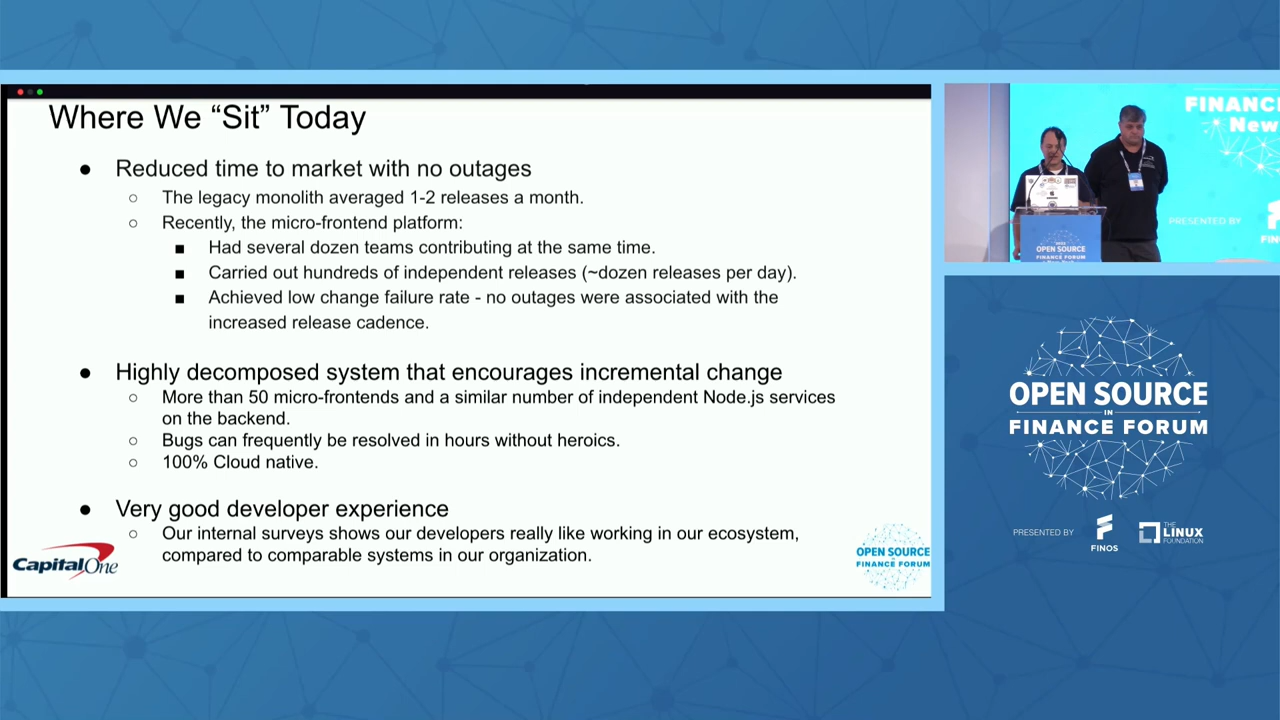 Where We “Sit” Today
● Reduced time to market with no outages
○ The legacy monolith averaged 1-2 releases a month.
○ Recently, the micro-frontend platform:
■ Had several dozen teams contributing at the same time.
■ Carried out hundreds of independent releases (~dozen releases per day).
■ Achieved low change failure rate - no outages were associated with the
increased release cadence.
● Highly decomposed system that encourages incremental change
○ More than 50 micro-frontends and a similar number of independent Node.js services
on the backend.
○ Bugs can frequently be resolved in hours without heroics.
○ 100% Cloud native.
● Very good developer experience
○ Our internal surveys shows our developers really like working in our ecosystem,
compared to comparable systems in our organization.
Capital One
OPEN SOURCE
IN
FINANCE FORUM
FINANC
New
PRESENTED BY
FINO
OPEN SOURCE
FINANCE FORUM
OPEN SOURCE
IN
FINANCE FORUM
PRESENTED BY
FINOS
THE
LINUX
FOUNDATION